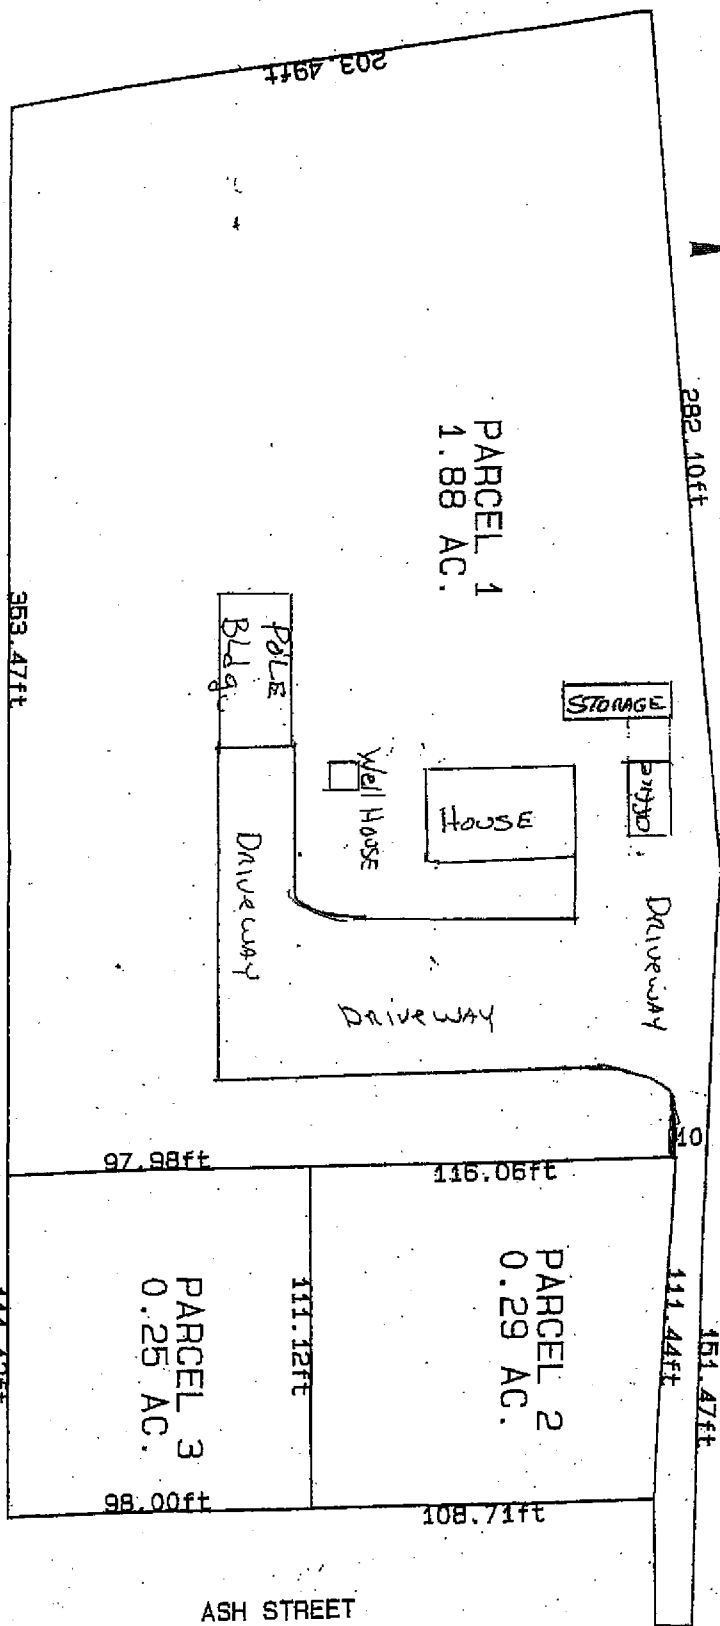 203.49ft
282.10ft
PARCEL 1
1.88 AC.
353.47ft
POLE
Bldg.
STORAGE
Well House
HOUSE
DRIVEWAY
DRIVEWAY
DRIVEWAY
10
97.98ft
116.06ft
PARCEL 3
0.25 AC.
111.12ft
PARCEL 2
0.29 AC.
111.44ft
151.47ft
98.00ft
108.71ft
ASH STREET